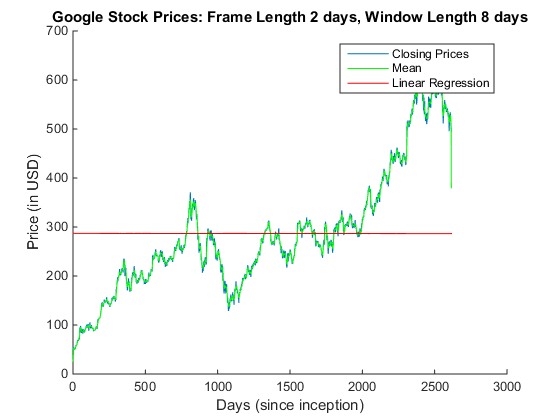 Google Stock Prices: Frame Length 2 days, Window Length 8 days
Closing Prices
Mean
Linear Regression
Price (in USD)
700
600
500
400
300
200
100
0
0 500 1000 1500 2000 2500 3000
Days (since inception)